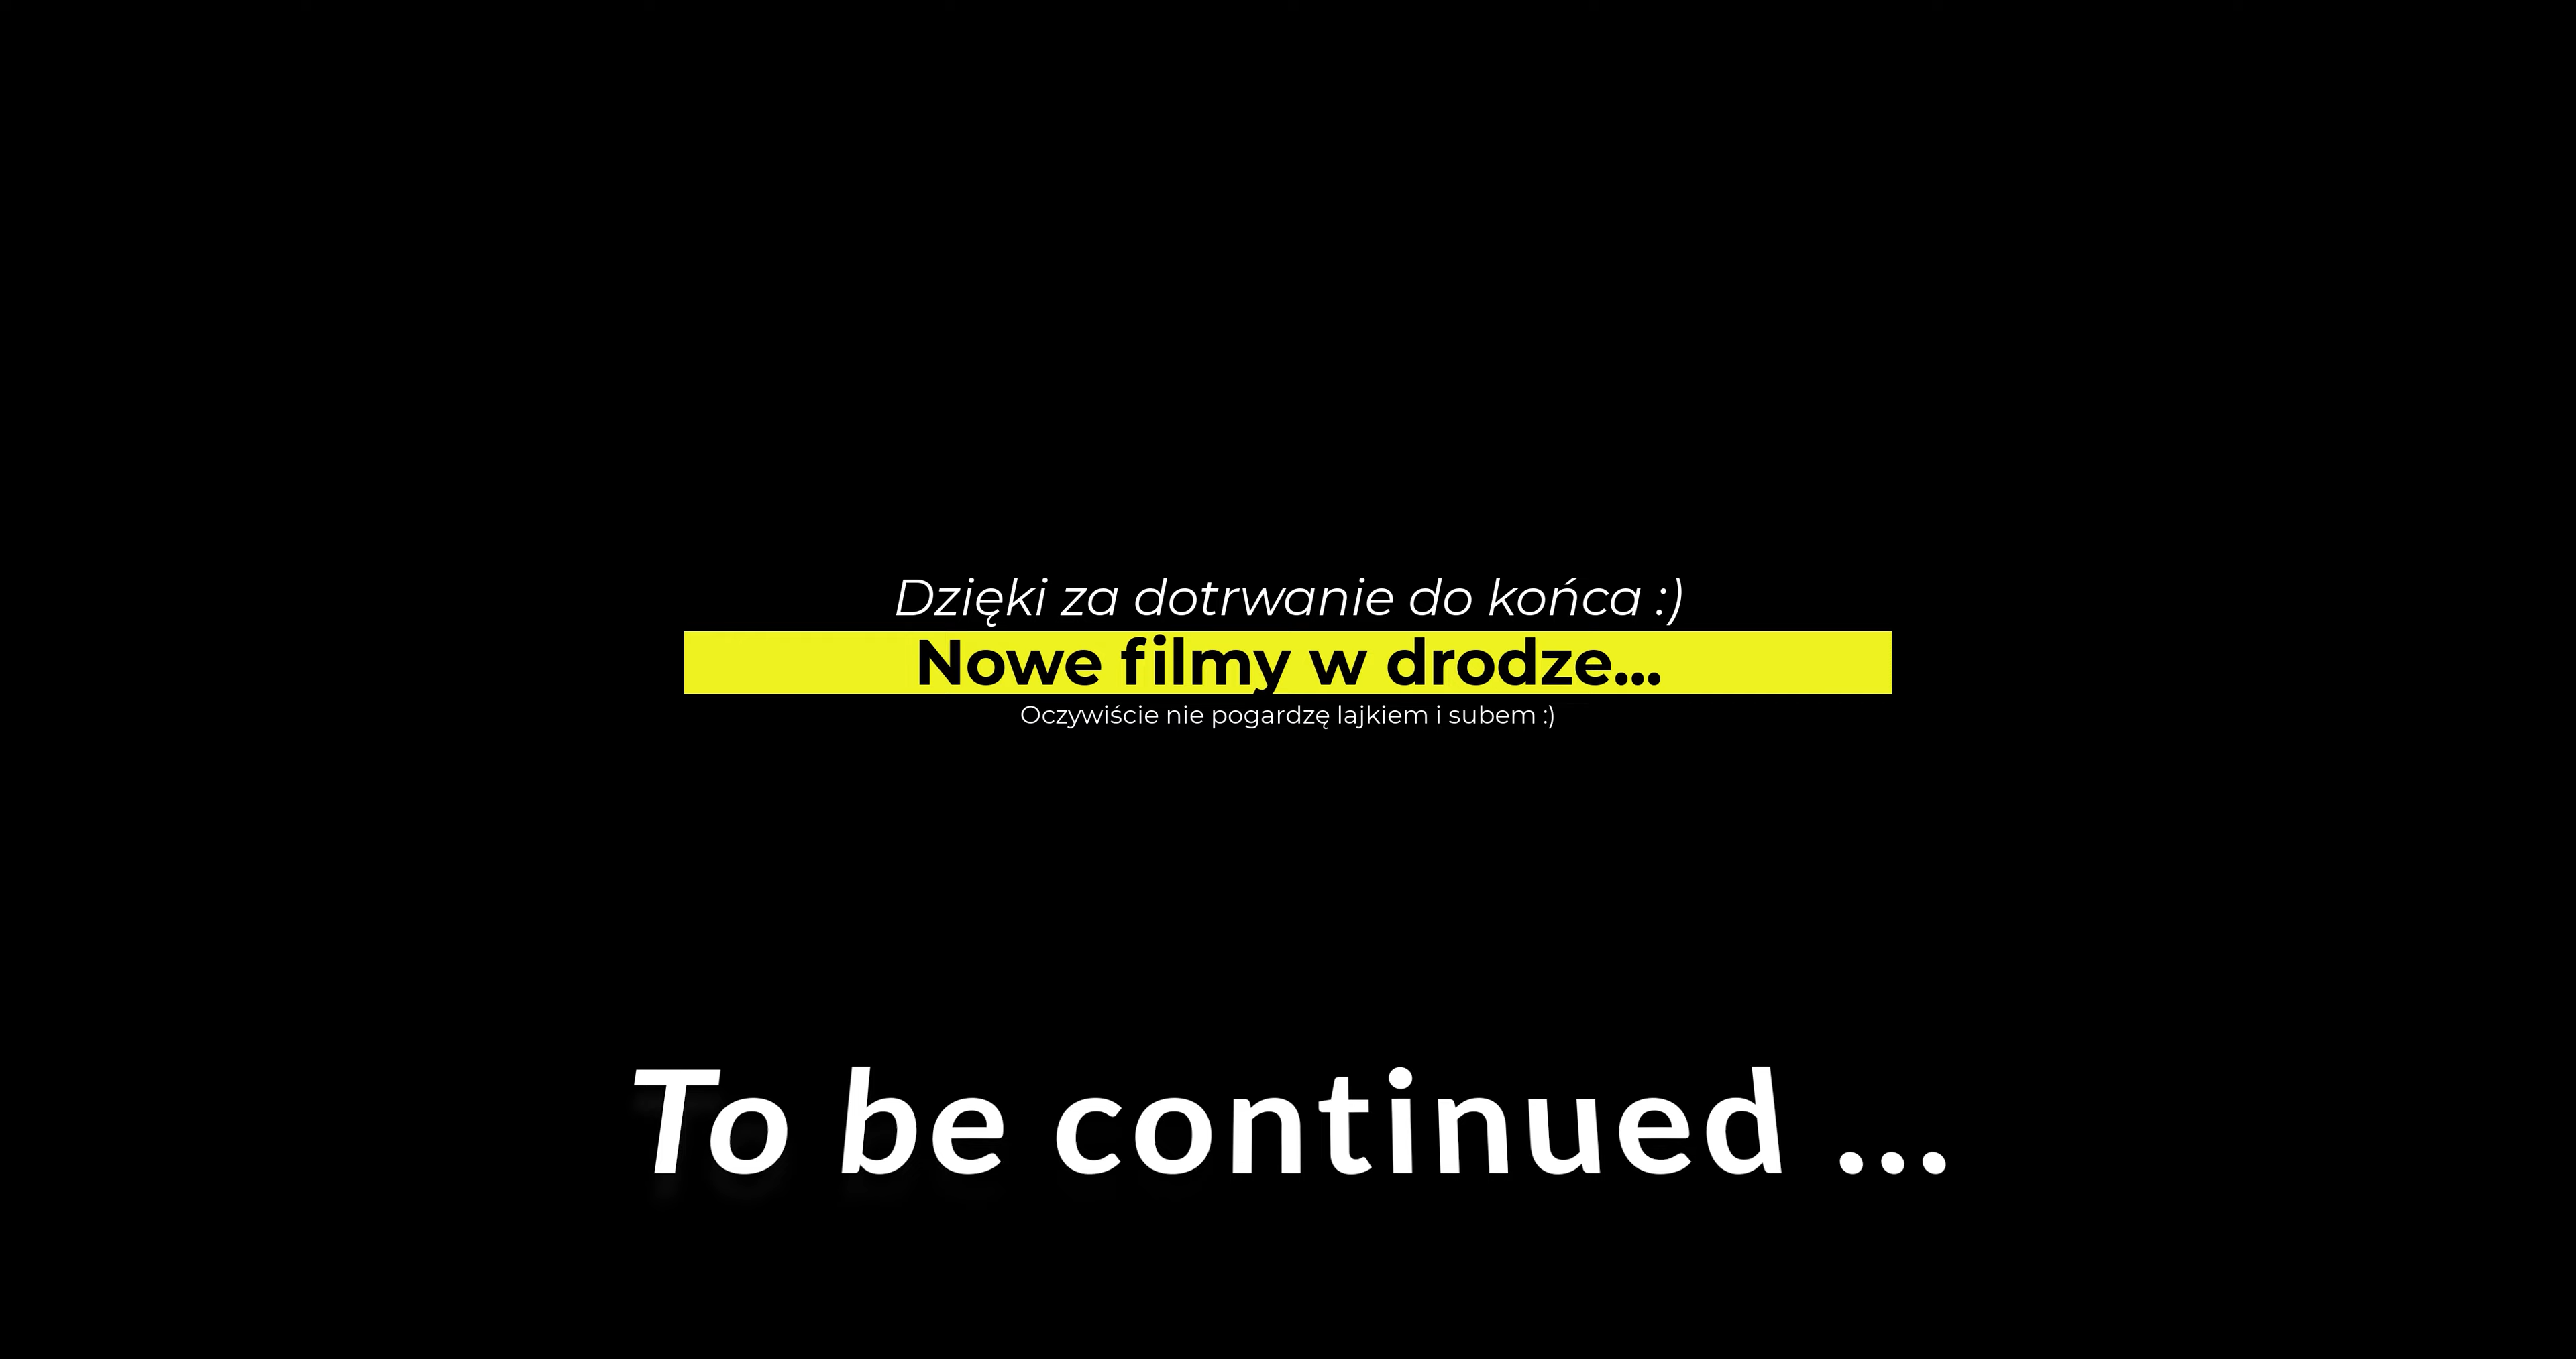 Dzięki za dotrwanie do końca :)
Nowe filmy w drodze...
Oczywiście nie pogardzę lajkiem i subem :)
To be continued ...